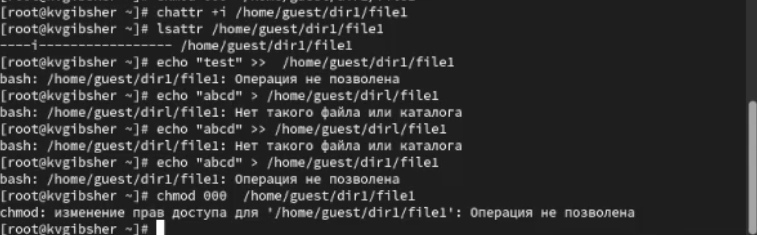 [root@kvgibsher ~]# chattr +i /home/guest/dir1/file1
[root@kvgibsher ~]# lsattr /home/guest/dir1/file1
----i----------------- /home/guest/dir1/file1
[root@kvgibsher ~]# echo "test" >>  /home/guest/dir1/file1
bash: /home/guest/dir1/file1: Операция не позволена
[root@kvgibsher ~]# echo "abcd" > /home/guest/dirl/file1
bash: /home/guest/dirl/file1: Нет такого файла или каталога
[root@kvgibsher ~]# echo "abcd" >> /home/guest/dirl/file1
bash: /home/guest/dirl/file1: Нет такого файла или каталога
[root@kvgibsher ~]# echo "abcd" > /home/guest/dir1/file1
bash: /home/guest/dir1/file1: Операция не позволена
[root@kvgibsher ~]# chmod 000  /home/guest/dir1/file1
chmod: изменение прав доступа для '/home/guest/dir1/file1': Операция не позволена
[root@kvgibsher ~]#